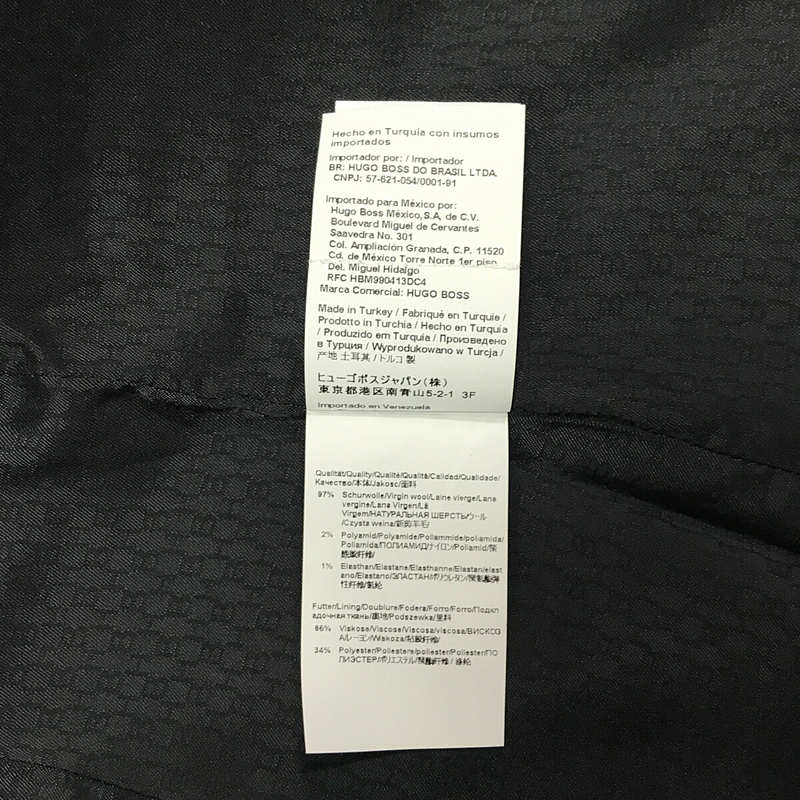 Hecho en Turquía con insumos
importados
Importador por: / Importador
BR: HUGO BOSS DO BRASIL LTDA.
CNPJ: 57-621-054/0001-91
Importado para México por:
Hugo Boss México,S.A, de C.V.
Boulevard Miguel de Cervantes
Saavedra No. 301
Col. Ampliación Granada, C.P. 11520
Cd. de México Torre Norte 1er piso
Del. Miguel Hidalgo
RFC HBM990413DC4
Marca Comercial: HUGO BOSS
Made in Turkey / Fabriqué en Turquie /
Prodotto in Turchia / Hecho en Turquía
/ Produzido em Turquia / Произведено
в Турция / Wyprodukowano w Turcja /
产地 土耳其 / トルコ 製
ヒューゴボスジャパン(株)
東京都港区南青山5-2-1 3F
Importado en Venezuela
Qualität/Quality/Qualité/Qualità/Calidad/Qualidade/
Качество/本体/Jakosc/面料
97% Schurwolle/Virgin wool/Laine vierge/Lana
vergine/Lana Virgen/Lã
Virgem/НАТУРАЛЬНАЯ ШЕРСТЬ/ウール
/Czysta welna/新剪羊毛/
2% Polyamid/Polyamide/Poliammide/poliamida/
Poliamida/ПОЛИАМИД/ナイロン/Poliamid/聚
酰胺纤维/
1% Elasthan/Elastane/Elasthanne/Elastan/elast
ano/Elastano/ЭЛАСТАН/ポリウレタン/聚氨酯弹
性纤维/氨纶
Futter/Lining/Doublure/Fodera/Forro/Forro/Подкл
адочная ткань/裏地/Podszewka/里料
66% Viskose/Viscose/Viscosa/viscosa/ВИСКОЗ
А/レーヨン/Wiskoza/粘胶纤维/
34% Polyester/Poliestere/poliester/Poliester/ПО
ЛИЭСТЕР/ポリエステル/聚酯纤维/ 涤纶